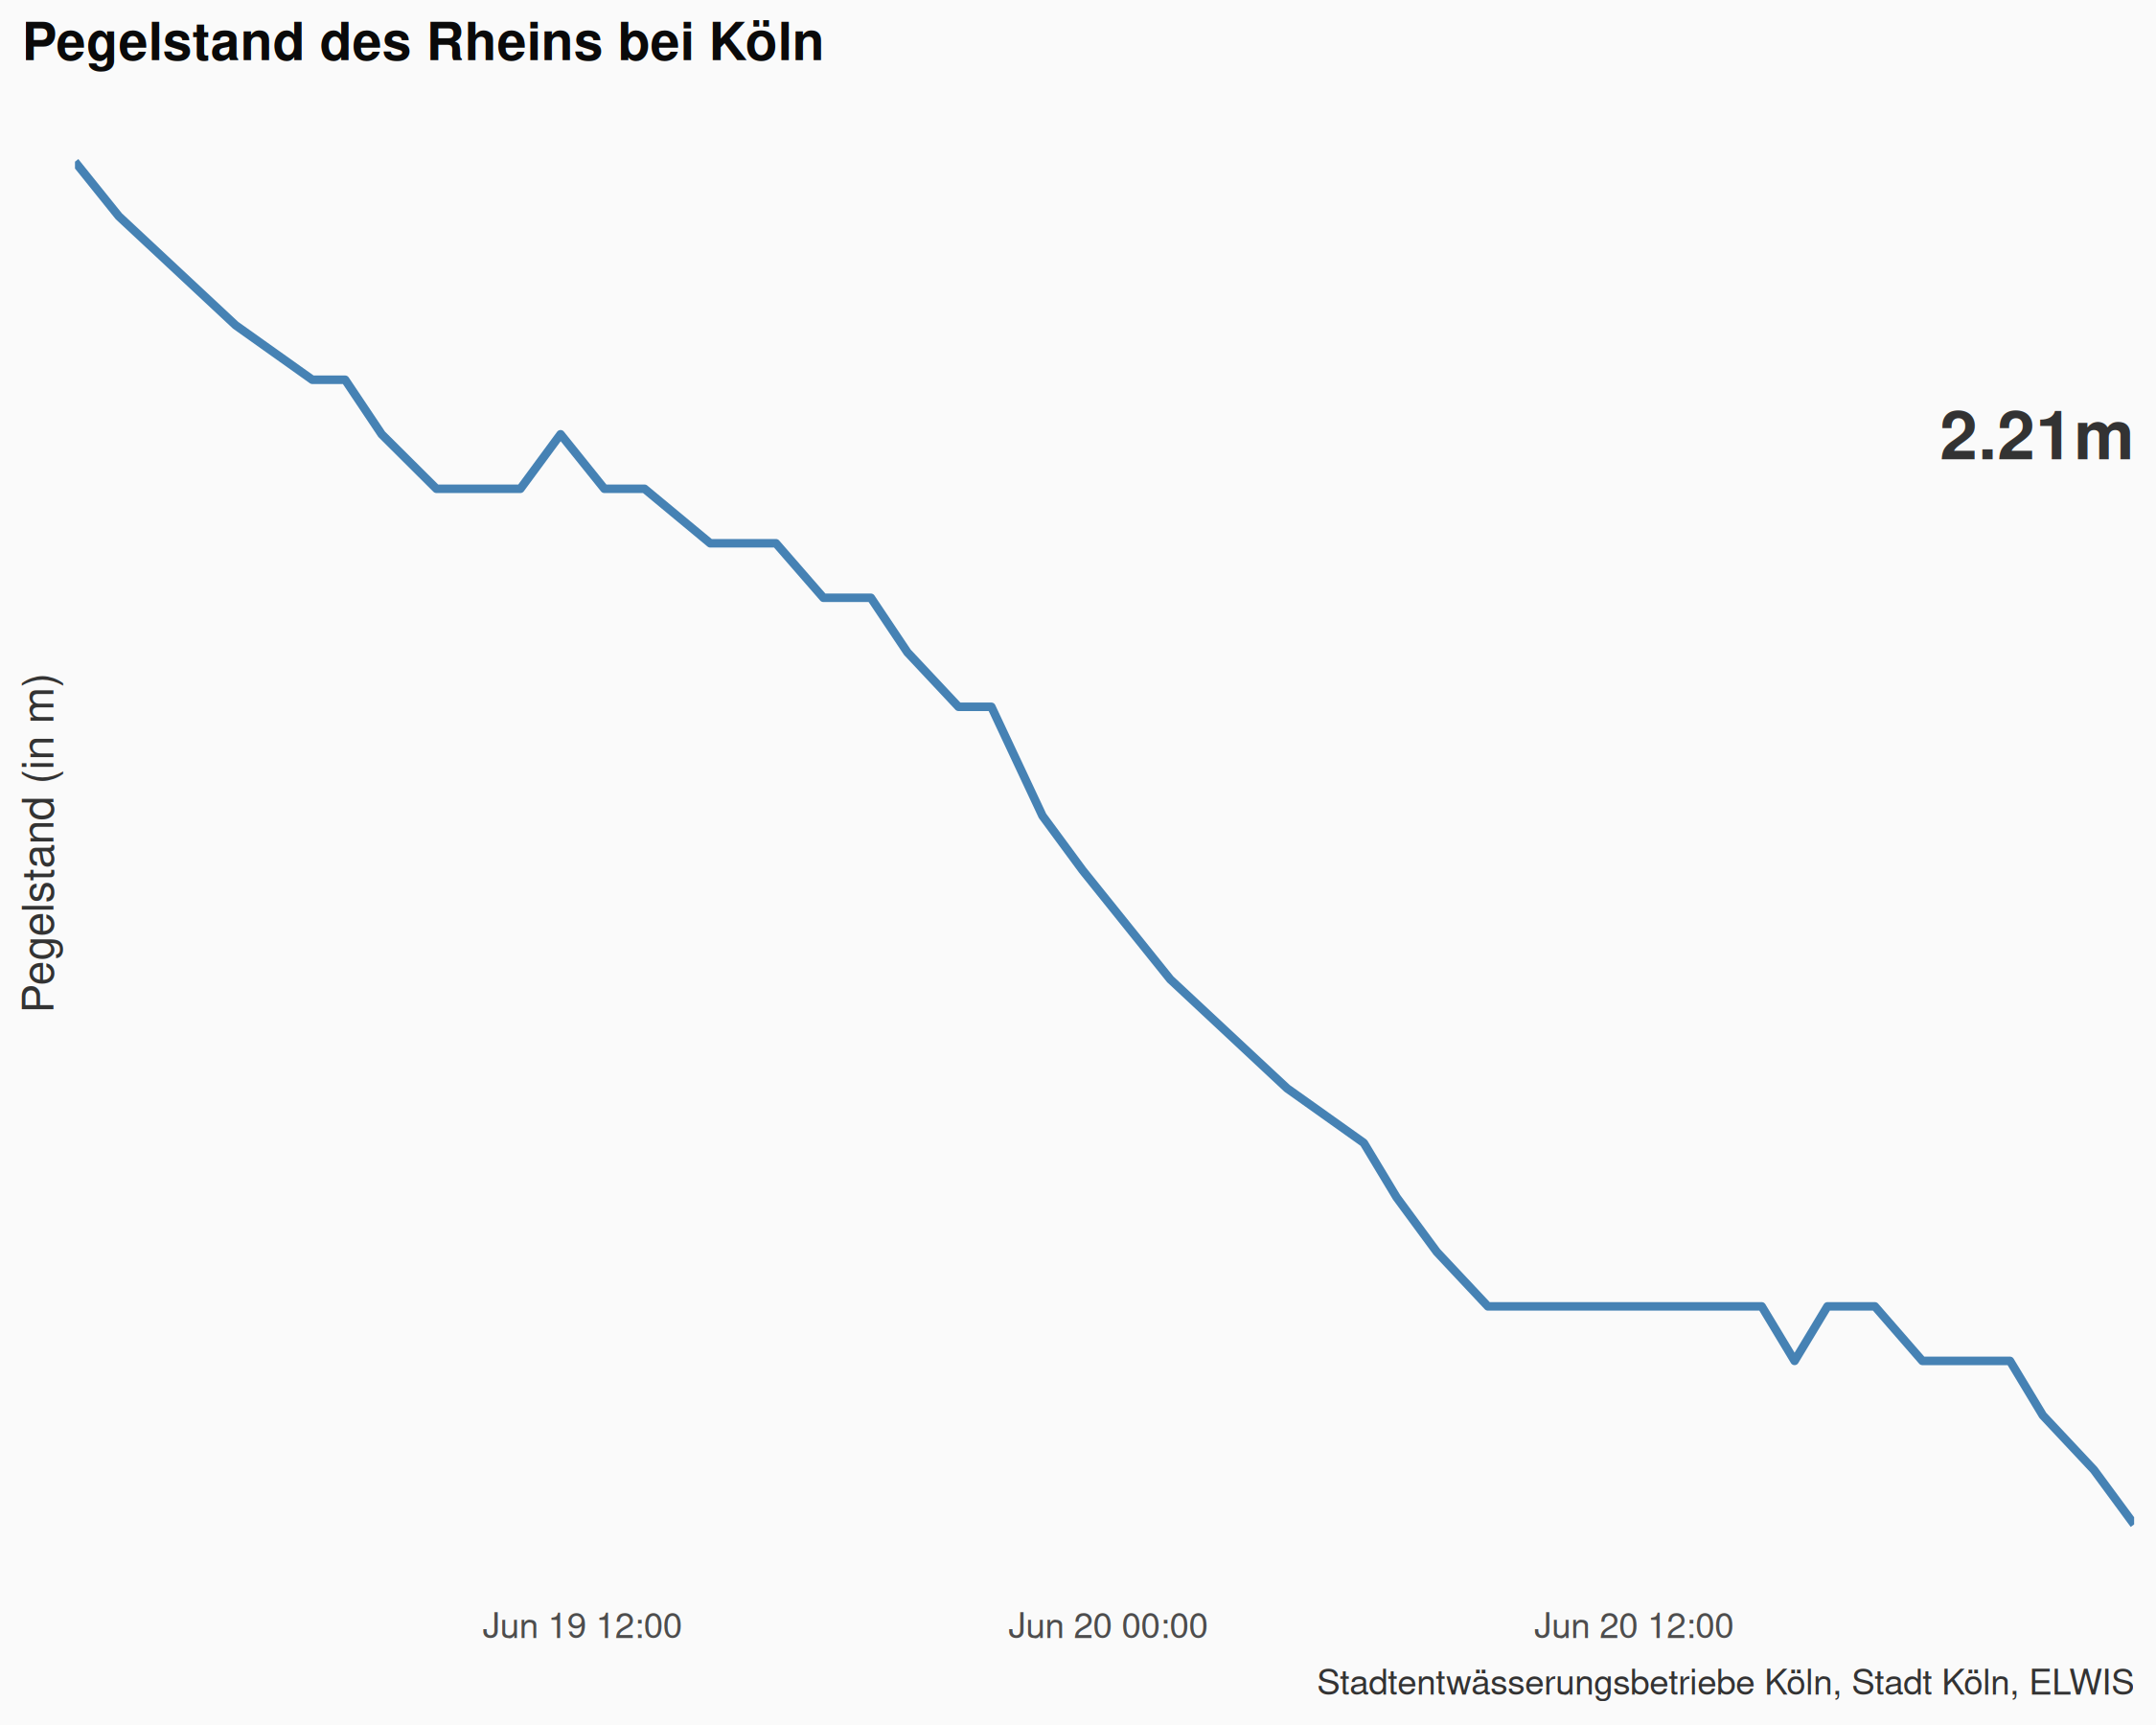 Pegelstand des Rheins bei Köln
2.21m
Pegelstand (in m)
Jun 19 12:00
Jun 20 00:00
Jun 20 12:00
Stadtentwässerungsbetriebe Köln, Stadt Köln, ELWIS